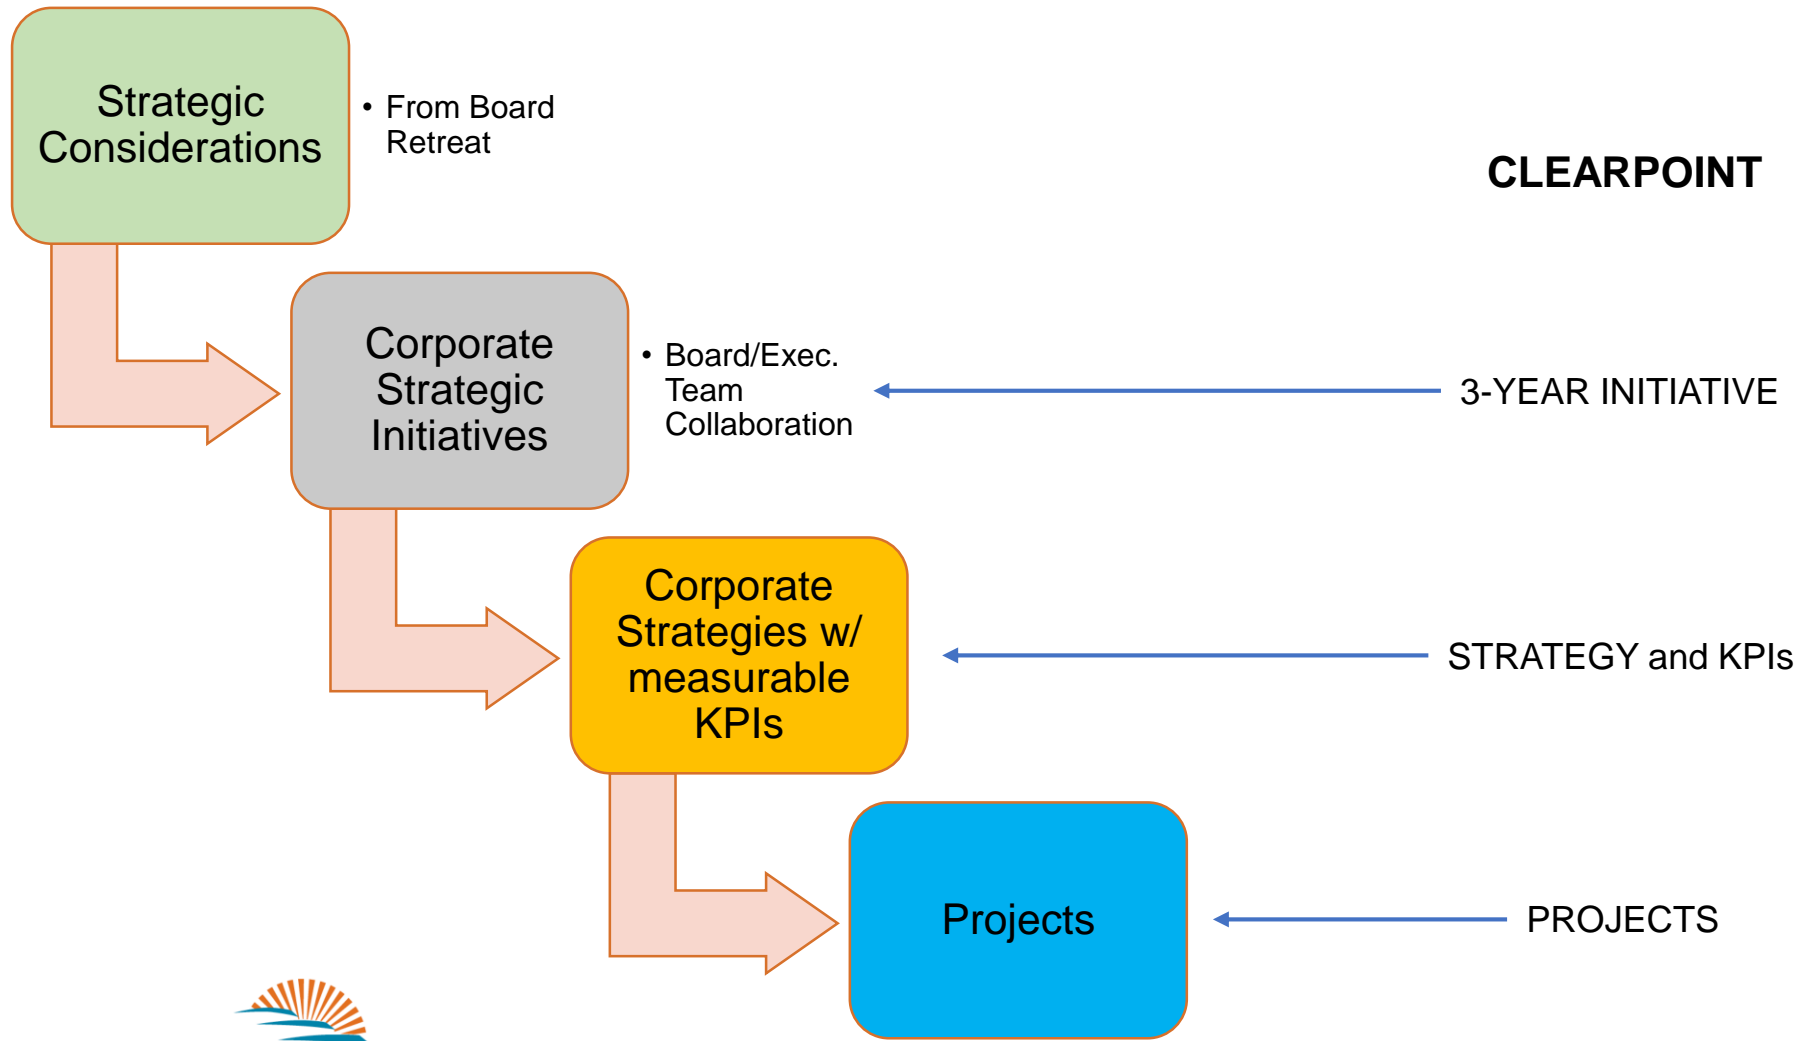 Strategic
Considerations
• From Board
Retreat
CLEARPOINT
Corporate
Strategic
Initiatives
• Board/Exec.
Team
Collaboration
3-YEAR INITIATIVE
Corporate
Strategies w/
measurable
KPIs
STRATEGY and KPIs
Projects
PROJECTS